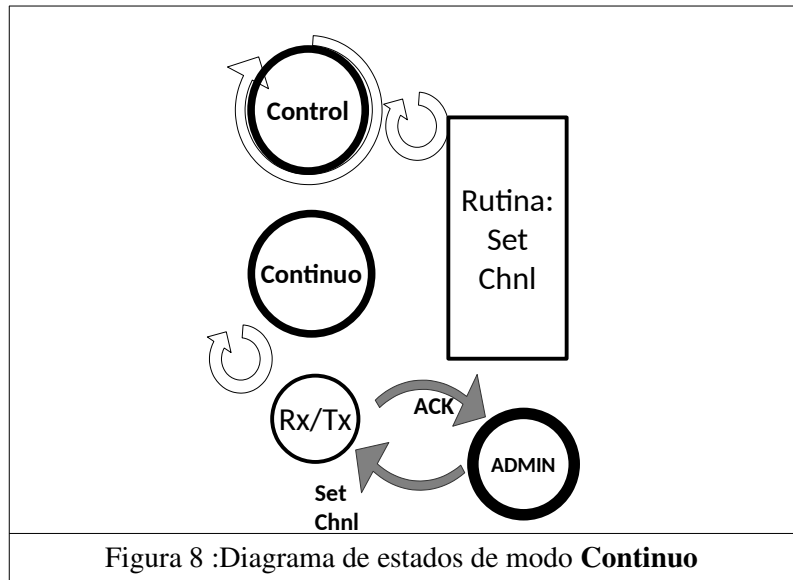 Control
Rutina:
Set
Chnl
Continuo
Rx/Tx
ACK
ADMIN
Set
Chnl
Figura 8 :Diagrama de estados de modo Continuo